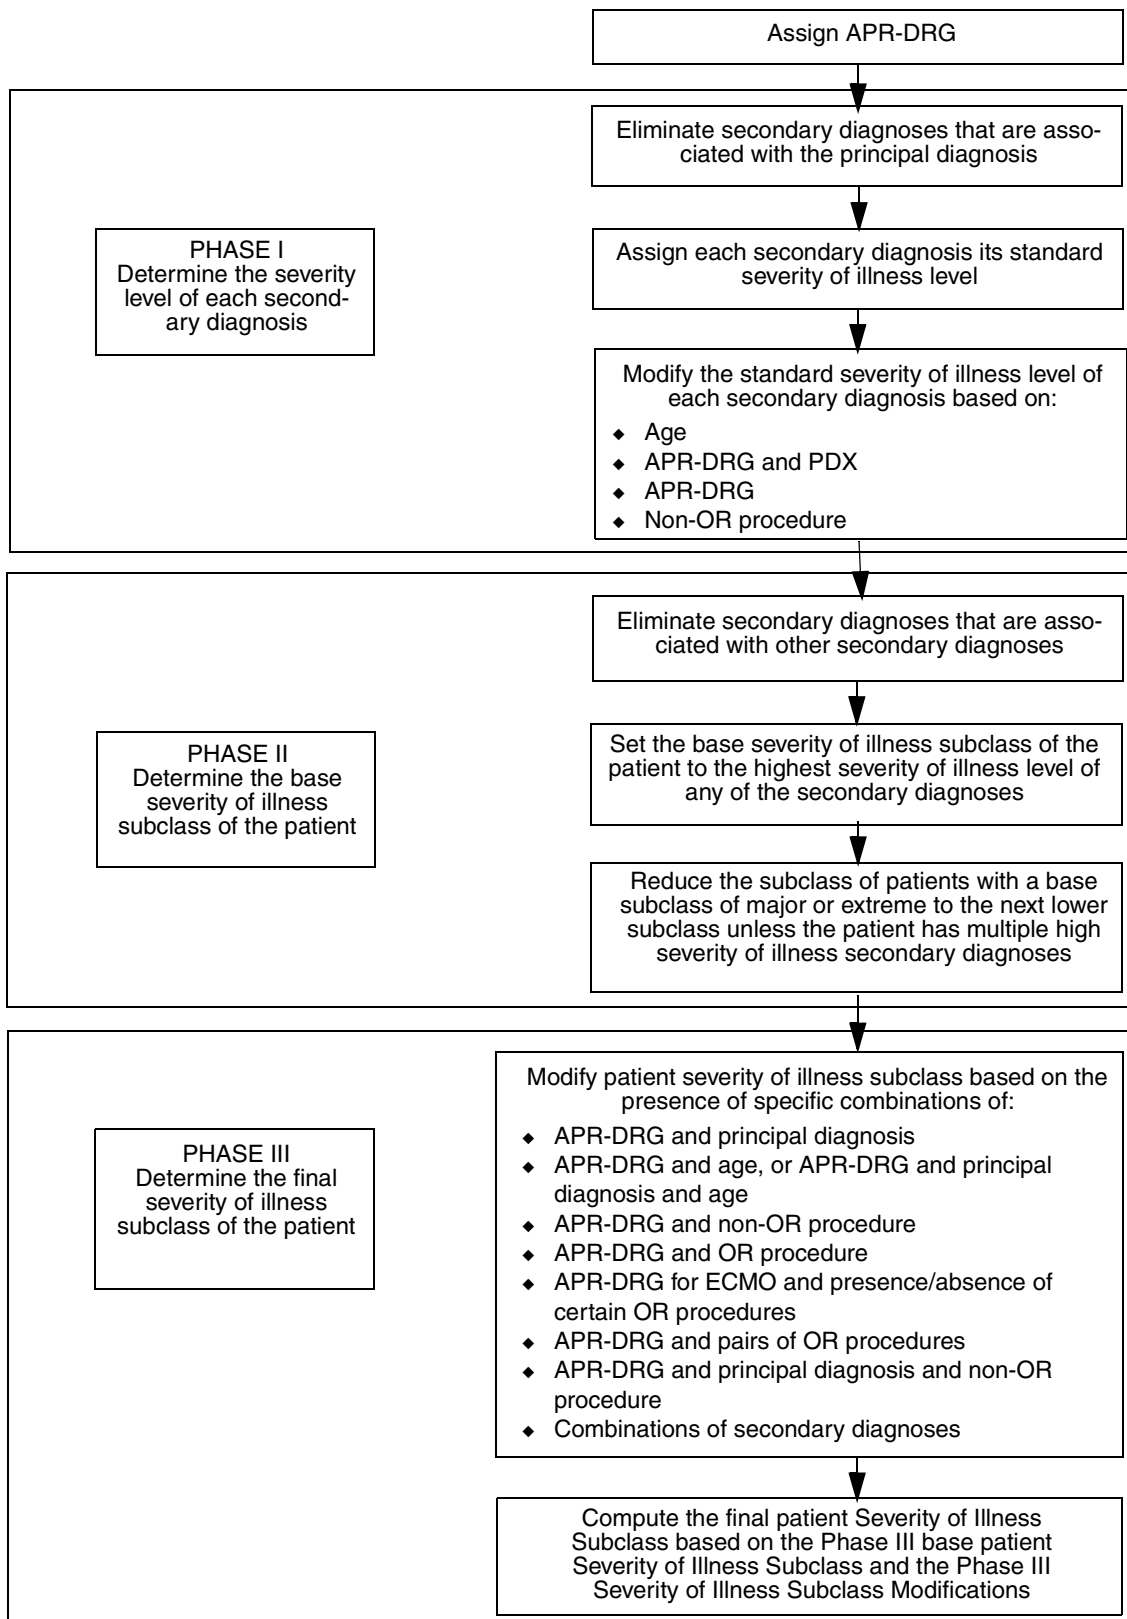 Assign APR-DRG
Eliminate secondary diagnoses that are asso-
ciated with the principal diagnosis
PHASE I
Determine the severity
level of each second-
ary diagnosis
Assign each secondary diagnosis its standard
severity of illness level
Modify the standard severity of illness level of
each secondary diagnosis based on:
◆ Age
◆ APR-DRG and PDX
◆ APR-DRG
◆ Non-OR procedure
Eliminate secondary diagnoses that are asso-
ciated with other secondary diagnoses
PHASE II
Determine the base
severity of illness
subclass of the patient
Set the base severity of illness subclass of the
patient to the highest severity of illness level of
any of the secondary diagnoses
Reduce the subclass of patients with a base
subclass of major or extreme to the next lower
subclass unless the patient has multiple high
severity of illness secondary diagnoses
PHASE III
Determine the final
severity of illness
subclass of the patient
Modify patient severity of illness subclass based on the
presence of specific combinations of:
◆ APR-DRG and principal diagnosis
◆ APR-DRG and age, or APR-DRG and principal
diagnosis and age
◆ APR-DRG and non-OR procedure
◆ APR-DRG and OR procedure
◆ APR-DRG for ECMO and presence/absence of
certain OR procedures
◆ APR-DRG and pairs of OR procedures
◆ APR-DRG and principal diagnosis and non-OR
procedure
◆ Combinations of secondary diagnoses
Compute the final patient Severity of Illness
Subclass based on the Phase III base patient
Severity of Illness Subclass and the Phase III
Severity of Illness Subclass Modifications